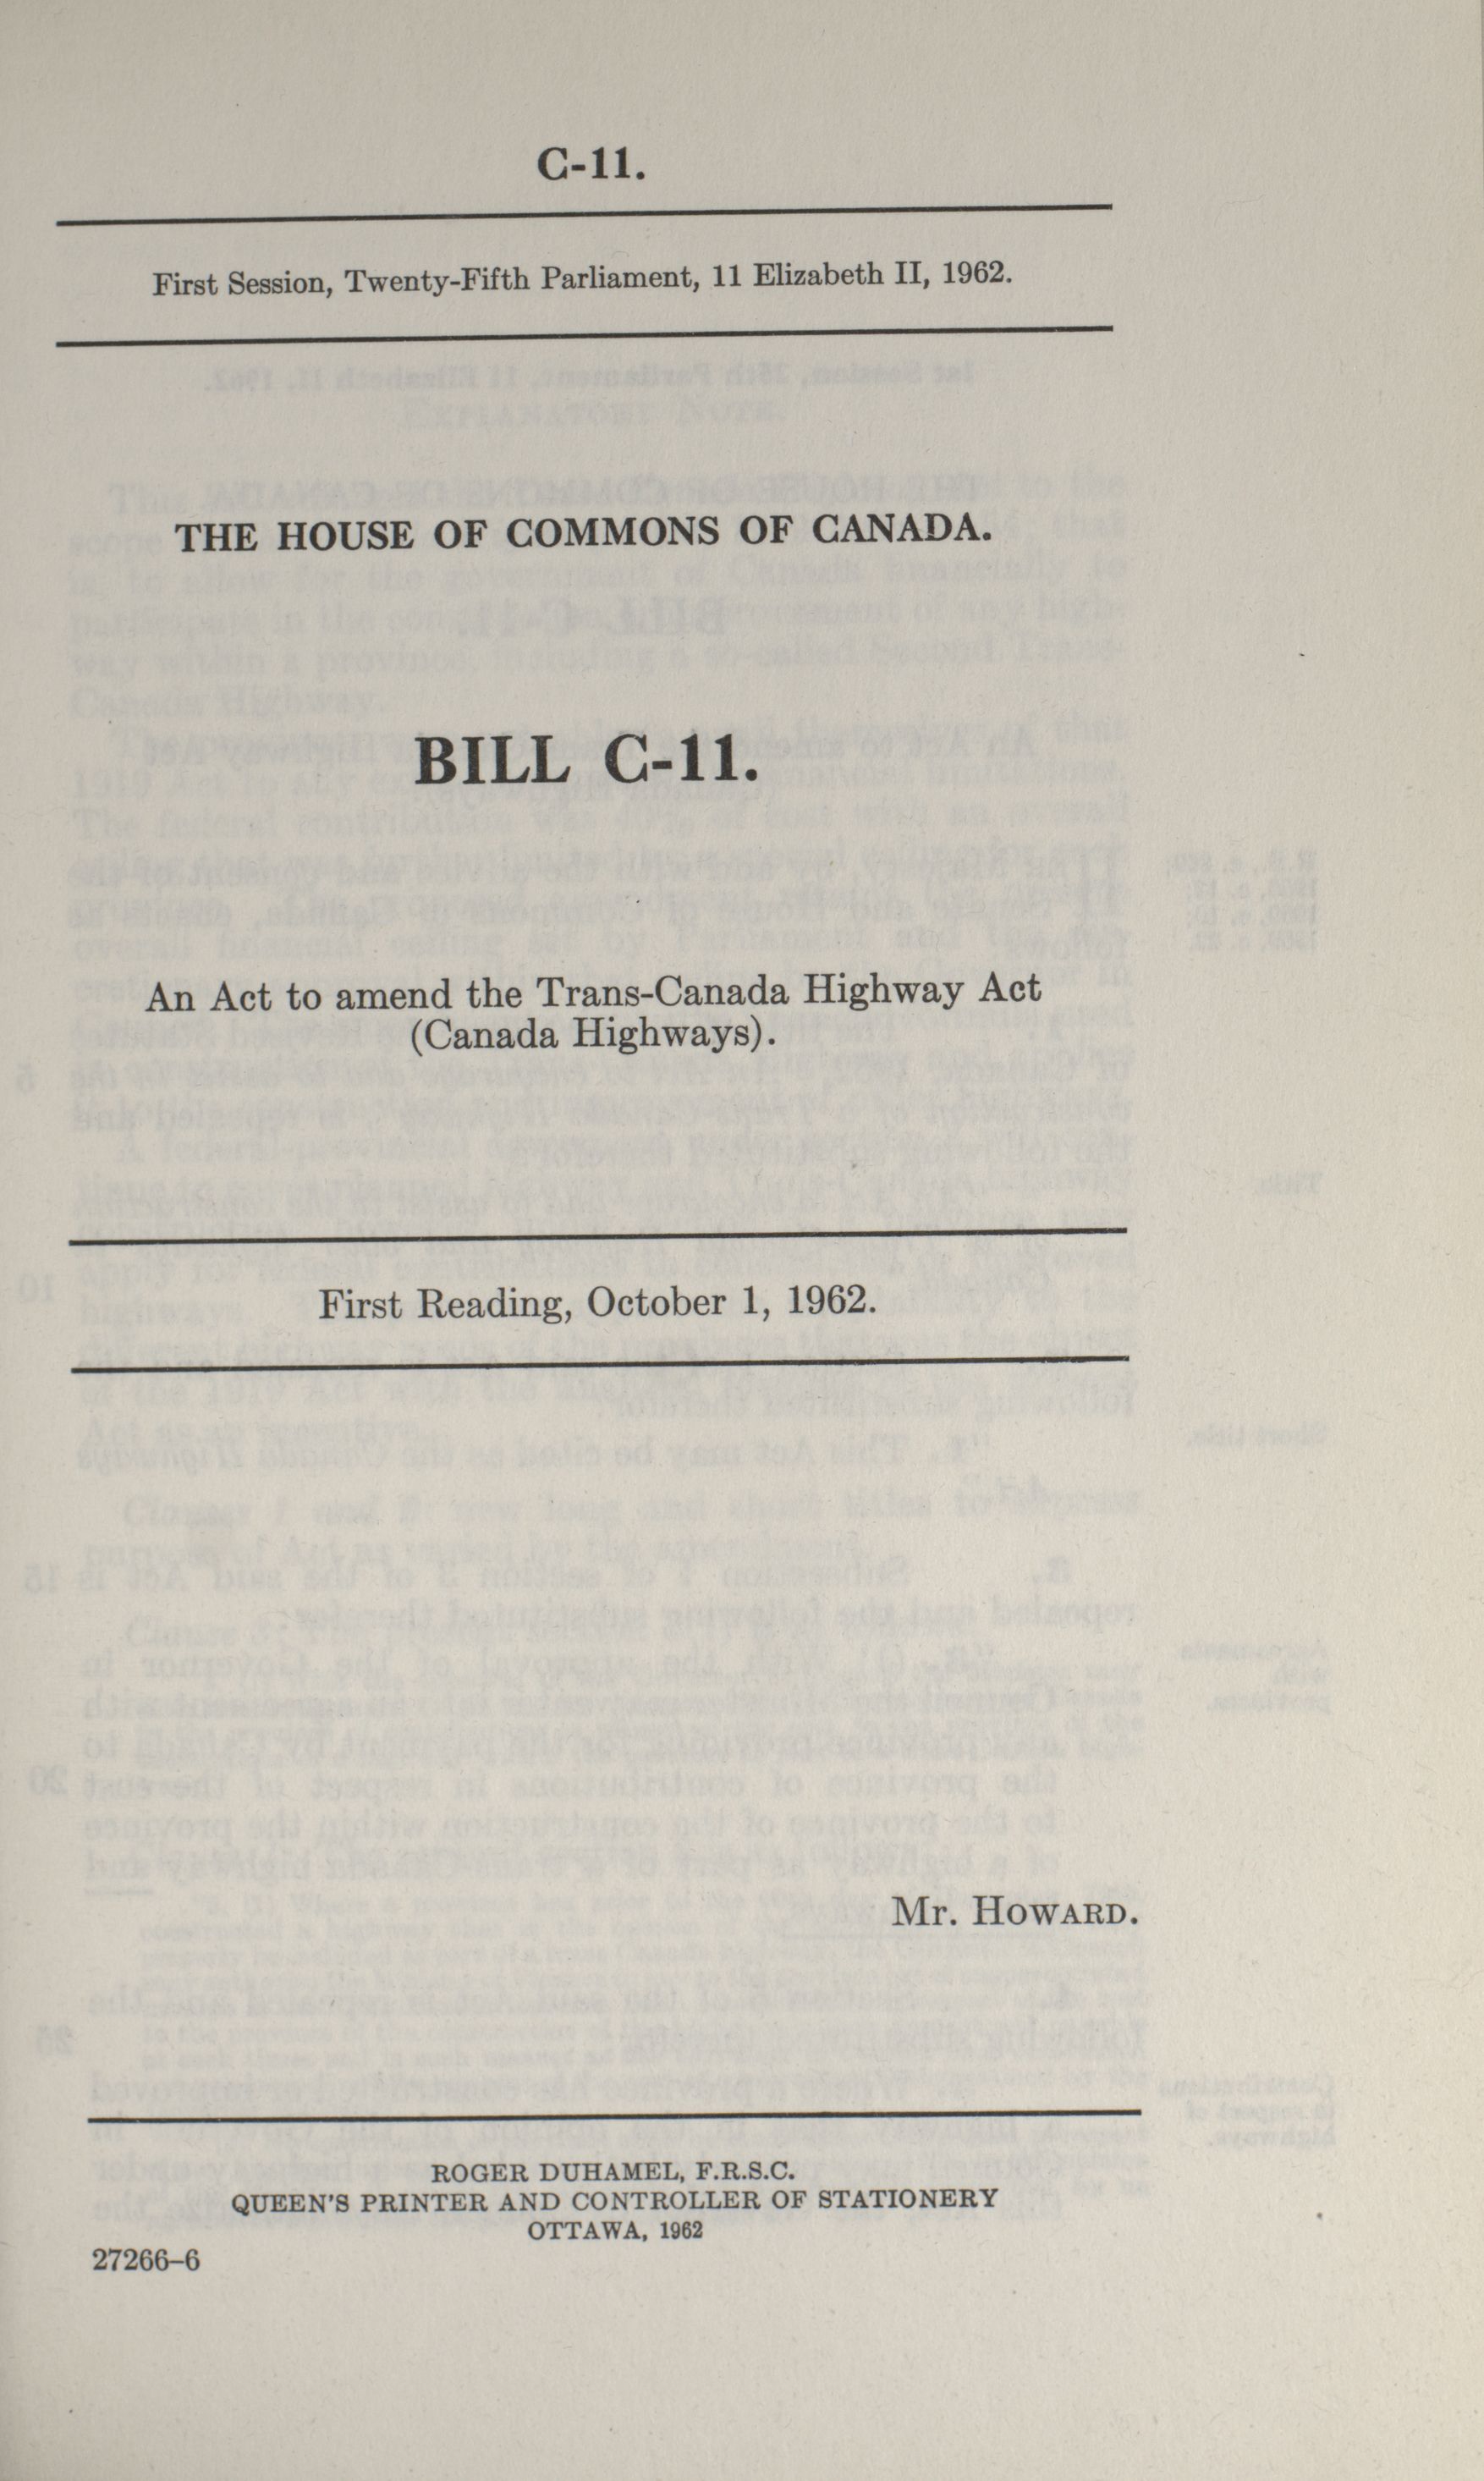 C-11.
First Session, Twenty-Fifth Parliament, 11 Elizabeth II, 1962.
THE HOUSE OF COMMONS OF CANADA.
BILL C-11.
An Act to amend the Trans-Canada Highway Act
(Canada Highways).
First Reading, October 1, 1962.
Mr. HOWARD.
ROGER DUHAMEL, F.R.S.C.
QUEEN'S PRINTER AND CONTROLLER OF STATIONERY
OTTAWA, 1962
27266–6